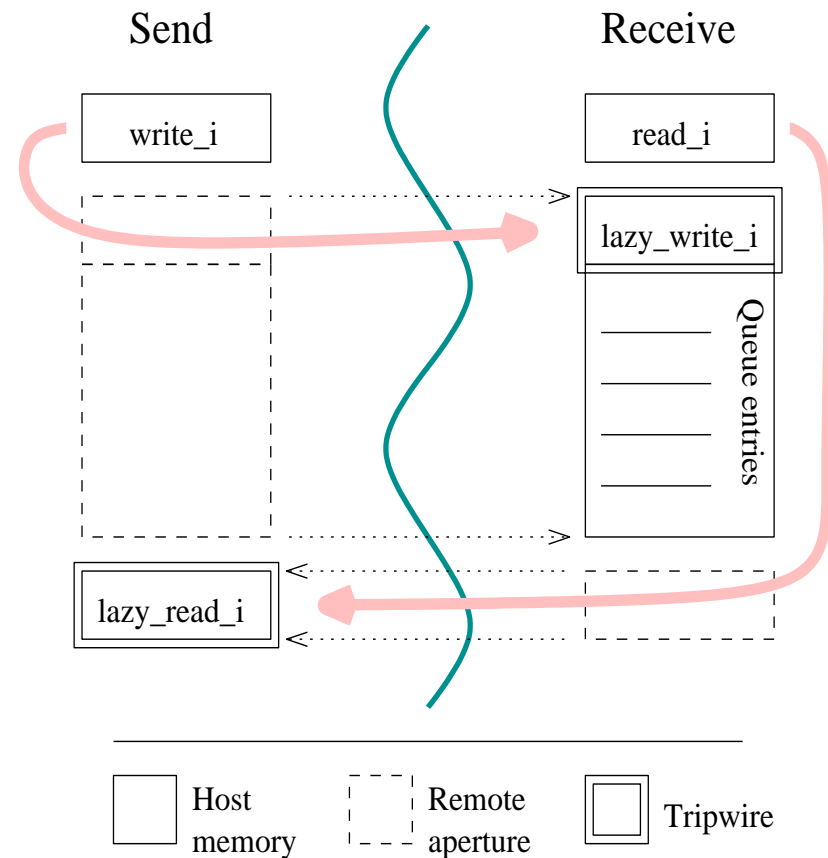 Send
Receive
write_i
read_i
lazy_write_i
Queue entries
lazy_read_i
Host
memory
Remote
aperture
Tripwire